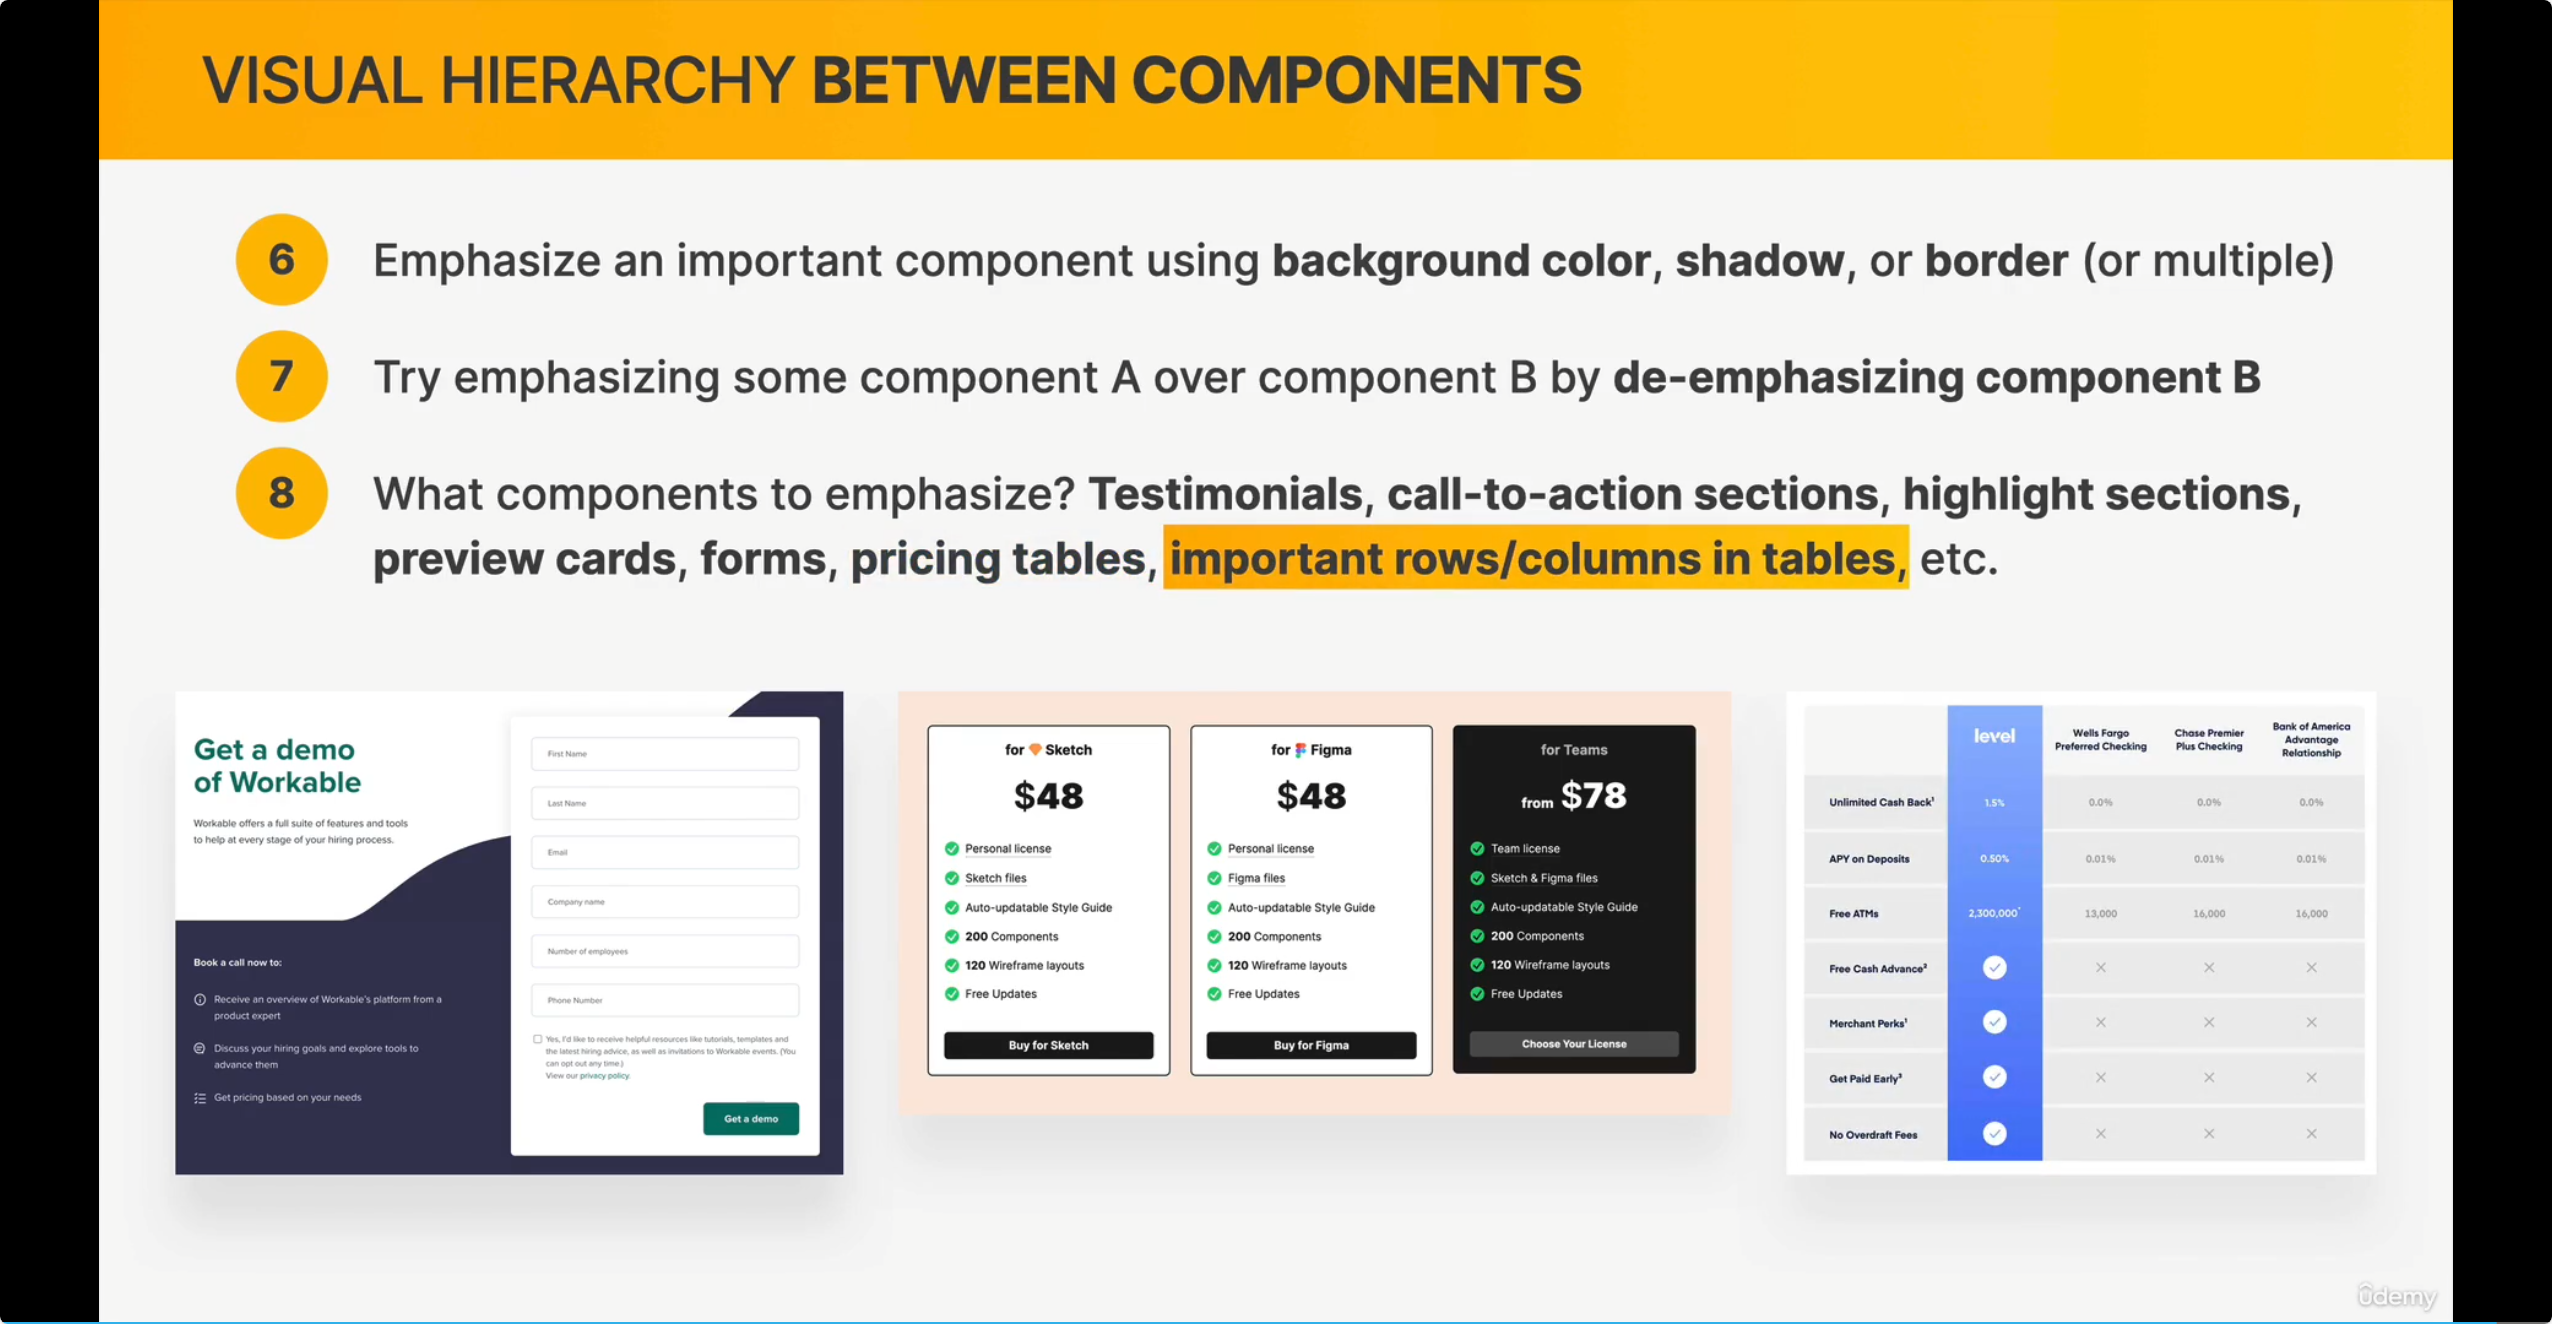 VISUAL HIERARCHY BETWEEN COMPONENTS
6
Emphasize an important component using background color, shadow, or border (or multiple)
7
Try emphasizing some component A over component B by de-emphasizing component B
8
What components to emphasize? Testimonials, call-to-action sections, highlight sections,
preview cards, forms, pricing tables, important rows/columns in tables, etc.
Get a demo
of Workable
Workable offers a full suite of features and tools
to help at every stage of your hiring process.
Book a call now to:
Receive an overview of Workable's platform from a
product expert
Discuss your hiring goals and explore tools to
advance them
Get pricing based on your needs
First Name
Last Name
Email
Company name
Number of employees
Phone Number
Yes, I'd like to receive helpful resources like tutorials, templates and
the latest hiring advice, as well as invitations to Workable events. (You
can opt out any time.)
View our privacy policy.
Get a demo
for Sketch
$48
Personal license
Sketch files
Auto-updatable Style Guide
200 Components
120 Wireframe layouts
Free Updates
Buy for Sketch
for Figma
$48
Personal license
Figma files
Auto-updatable Style Guide
200 Components
120 Wireframe layouts
Free Updates
Buy for Figma
for Teams
from $78
Team license
Sketch & Figma files
Auto-updatable Style Guide
200 Components
120 Wireframe layouts
Free Updates
Choose Your License
level
Wells Fargo
Preferred Checking
Chase Premier
Plus Checking
Bank of America
Advantage
Relationship
Unlimited Cash Back¹ 1.5% 0.0% 0.0% 0.0%
APY on Deposits 0.50% 0.01% 0.01% 0.01%
Free ATMs 2,300,000* 13,000 16,000 16,000
Free Cash Advance²
Merchant Perks¹
Get Paid Early³
No Overdraft Fees
ûdemy